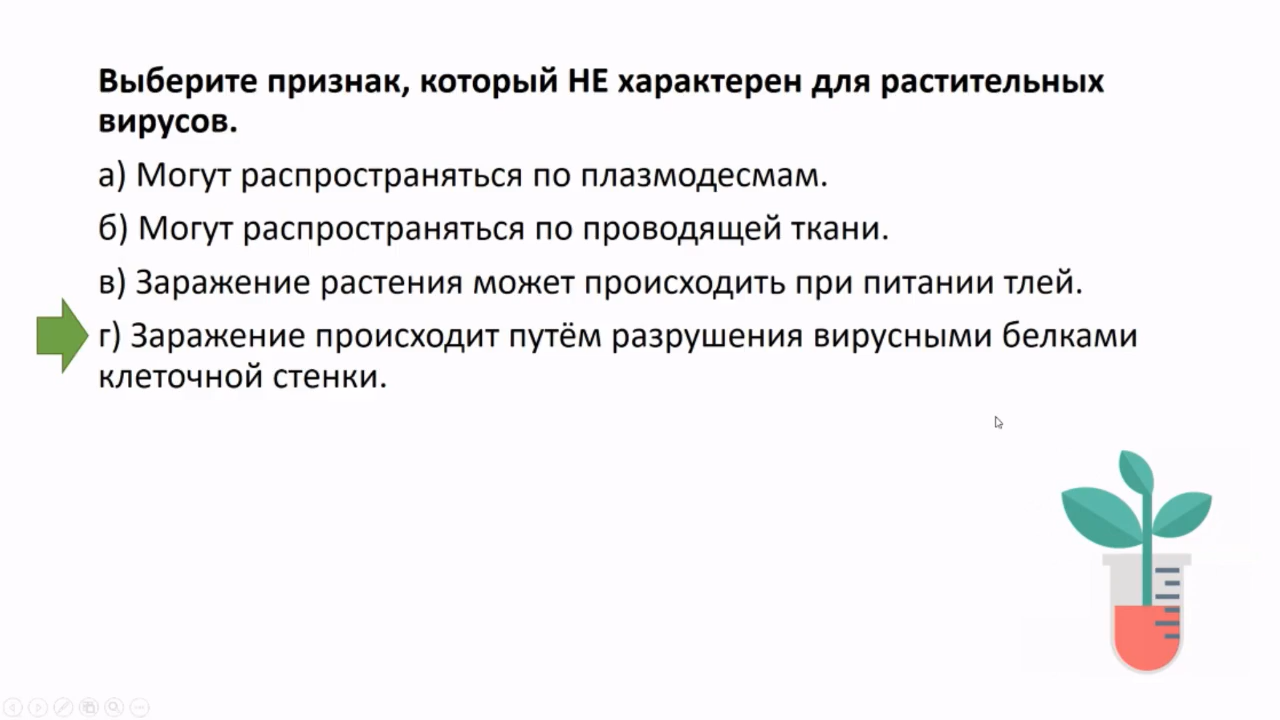 Выберите признак, который НЕ характерен для растительных
вирусов.
а) Могут распространяться по плазмодесмам.
б) Могут распространяться по проводящей ткани.
в) Заражение растения может происходить при питании тлей.
г) Заражение происходит путём разрушения вирусными белками
клеточной стенки.